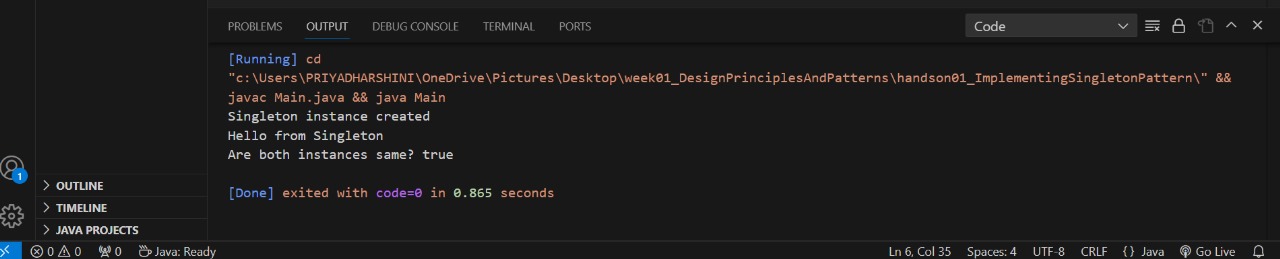 PROBLEMS OUTPUT DEBUG CONSOLE TERMINAL PORTS Code
[Running] cd
"c:\Users\PRIYADHARSHINI\OneDrive\Pictures\Desktop\week01_DesignPrinciplesAndPatterns\handson01_ImplementingSingletonPattern\" &&
javac Main.java && java Main
Singleton instance created
Hello from Singleton
Are both instances same? true
[Done] exited with code=0 in 0.865 seconds
1
OUTLINE
TIMELINE
JAVA PROJECTS
0 0 0 Java: Ready Ln 6, Col 35 Spaces: 4 UTF-8 CRLF {} Java Go Live